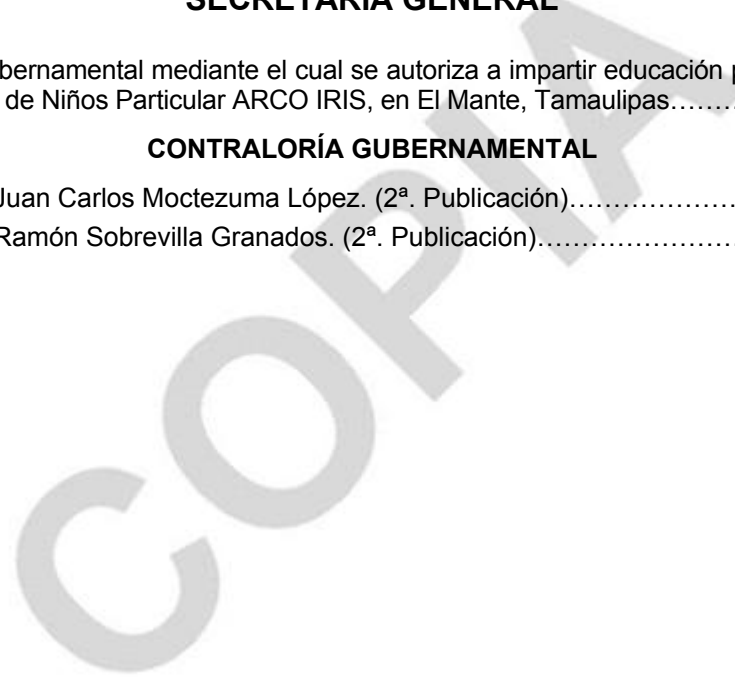 SECRETARÍA GENERAL
bernamental mediante el cual se autoriza a impartir educación p
de Niños Particular ARCO IRIS, en El Mante, Tamaulipas……..
CONTRALORÍA GUBERNAMENTAL
Juan Carlos Moctezuma López. (2ª. Publicación)…………………
Ramón Sobrevilla Granados. (2ª. Publicación)……………………
COPIA